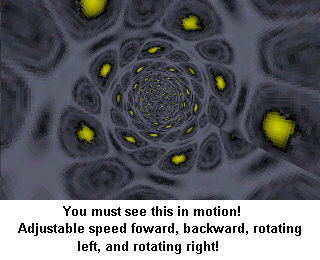 You must see this in motion!
Adjustable speed foward, backward, rotating
left, and rotating right!